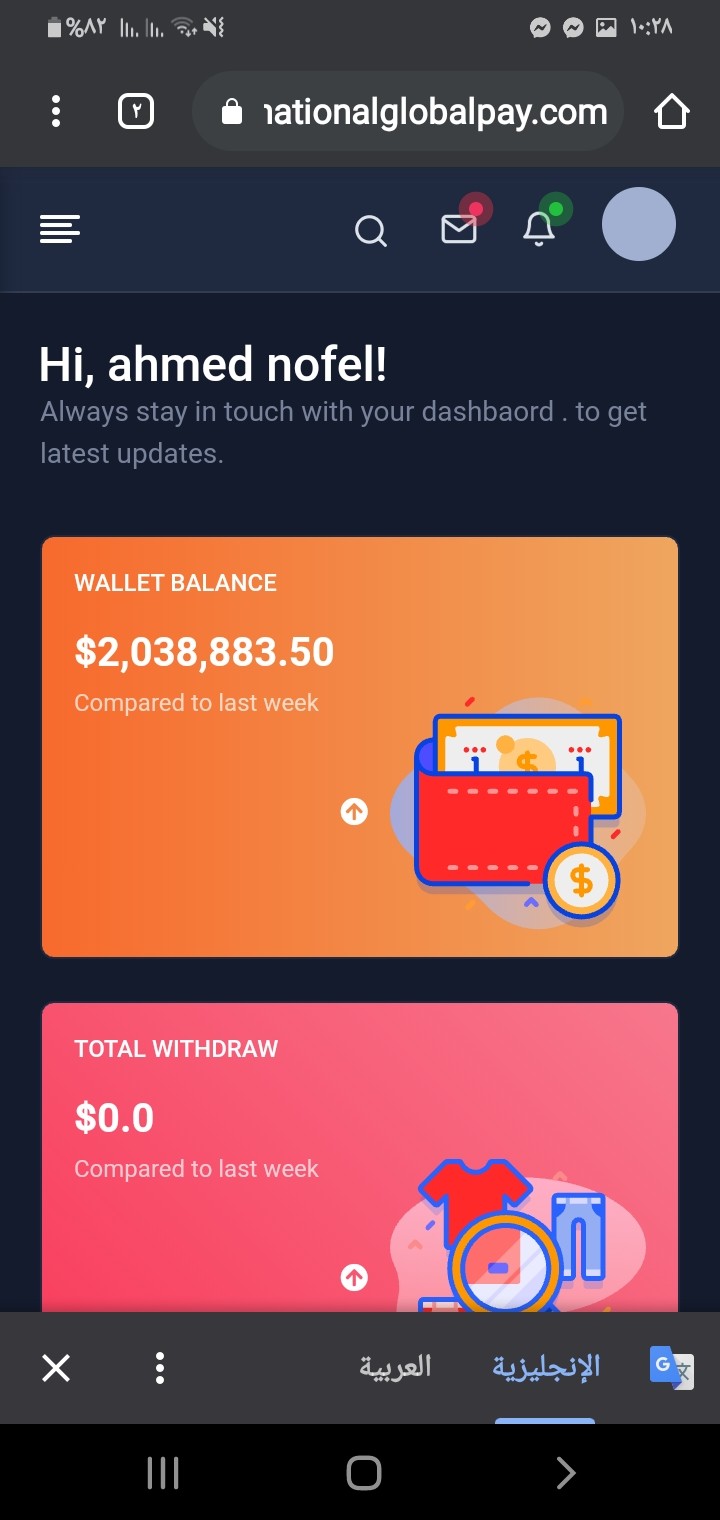 %٨٢
١٠:٢٨
٢
nationalglobalpay.com
Hi, ahmed nofel!
Always stay in touch with your dashbaord . to get
latest updates.
WALLET BALANCE
$2,038,883.50
Compared to last week
$
$
TOTAL WITHDRAW
$0.0
Compared to last week
العربية
الإنجليزية
G